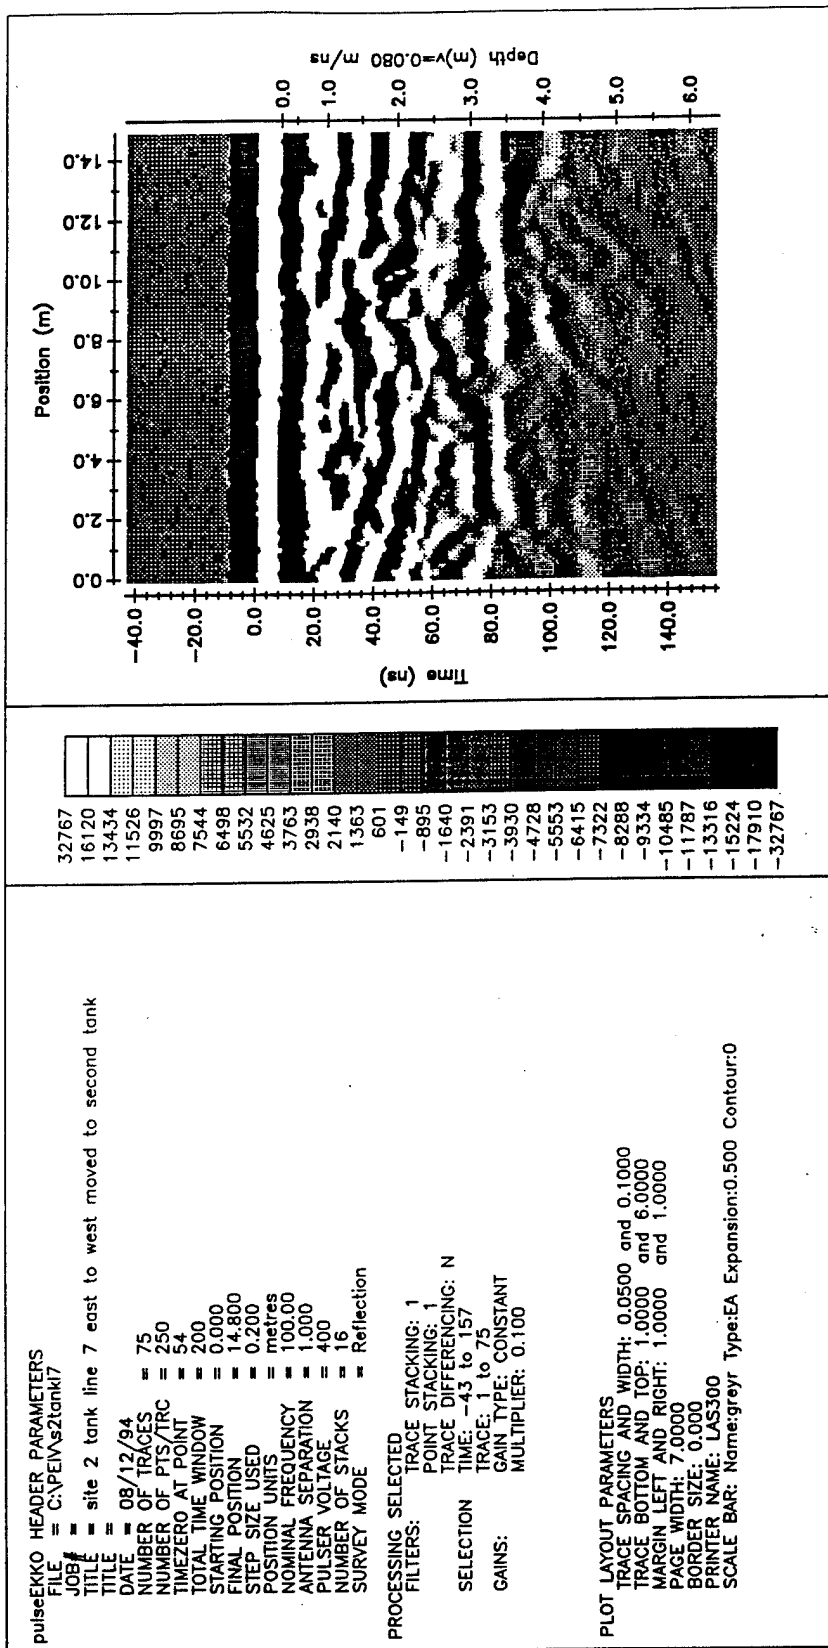 pulseEKKO HEADER PARAMETERS
FILE = C:\PEIV\s2tankl7
JOB# =
TITLE = site 2 tank line 7 east to west moved to second tank
TITLE =
DATE = 08/12/94
NUMBER OF TRACES = 75
NUMBER OF PTS/TRC = 250
TIMEZERO AT POINT = 54
TOTAL TIME WINDOW = 200
STARTING POSITION = 0.000
FINAL POSITION = 14.800
STEP SIZE USED = 0.200
POSITION UNITS = metres
NOMINAL FREQUENCY = 100.00
ANTENNA SEPARATION = 1.000
PULSER VOLTAGE = 400
NUMBER OF STACKS = 16
SURVEY MODE = Reflection
PROCESSING SELECTED
FILTERS: TRACE STACKING: 1
POINT STACKING: 1
TRACE DIFFERENCING: N
SELECTION TIME: -43 to 157
TRACE: 1 to 75
GAINS: GAIN TYPE: CONSTANT
MULTIPLIER: 0.100
PLOT LAYOUT PARAMETERS
TRACE SPACING AND WIDTH: 0.0500 and 0.1000
TRACE BOTTOM AND TOP: 1.0000 and 6.0000
MARGIN LEFT AND RIGHT: 1.0000 and 1.0000
PAGE WIDTH: 7.0000
BORDER SIZE: 0.000
PRINTER NAME: LAS300
SCALE BAR: Name:greyr Type:EA Expansion:0.500 Contour:0
32767
16120
13434
11526
9997
8695
7544
6498
5532
4625
3763
2938
2140
1363
601
-149
-895
-1640
-2391
-3153
-3930
-4728
-5553
-6415
-7322
-8288
-9334
-10485
-11787
-13316
-15224
-17910
-32767
Position (m)
0.0 2.0 4.0 6.0 8.0 10.0 12.0 14.0
Time (ns)
-40.0
-20.0
0.0
20.0
40.0
60.0
80.0
100.0
120.0
140.0
Depth (m)v=0.080 m/ns
0.0
1.0
2.0
3.0
4.0
5.0
6.0